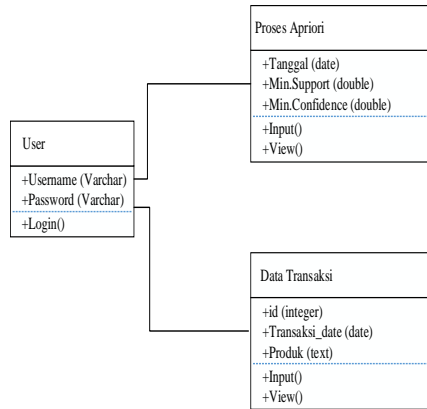 Proses Apriori
+Tanggal (date)
+Min.Support (double)
+Min.Confidence (double)
+Input()
+View()
User
+Username (Varchar)
+Password (Varchar)
+Login()
Data Transaksi
+id (integer)
+Transaksi_date (date)
+Produk (text)
+Input()
+View()